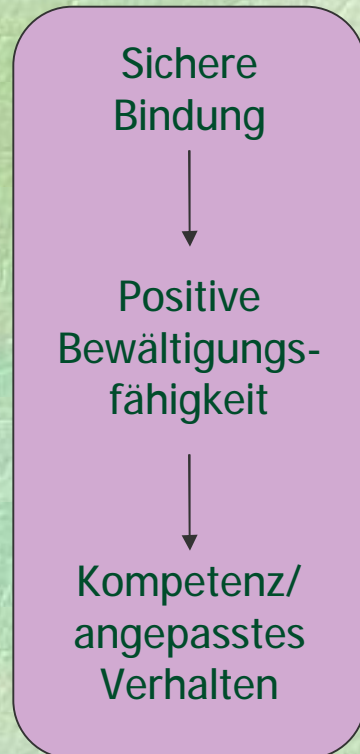 Sichere
Bindung
Positive
Bewältigungs-
fähigkeit
Kompetenz/
angepasstes
Verhalten